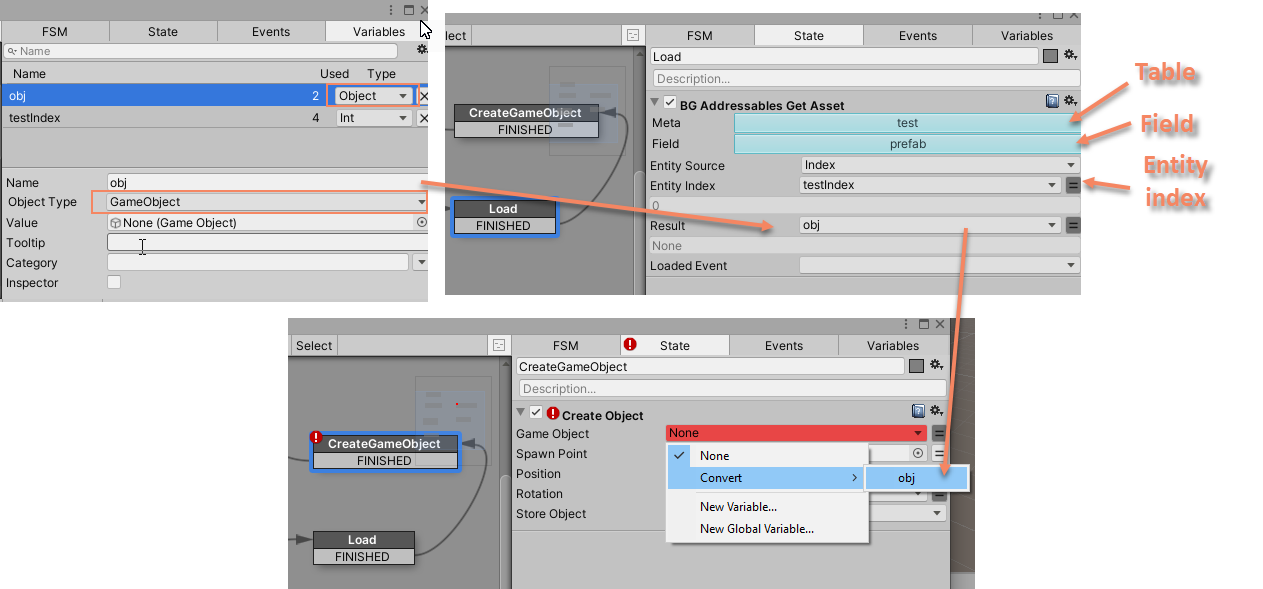 FSM State Events Variables
Name
Name Used Type
obj 2 Object
testIndex 4 Int
Name obj
Object Type GameObject
Value None (Game Object)
Tooltip
Category
Inspector
lect
FSM State Events Variables
Load
Description...
BG Addressables Get Asset
Meta test
Field prefab
Entity Source Index
Entity Index testIndex
0
Result obj
None
Loaded Event
CreateGameObject
FINISHED
Load
FINISHED
Table
Field
Entity
index
Select
FSM State Events Variables
CreateGameObject
Description...
Create Object
Game Object None
Spawn Point
Position
Rotation
Store Object
None
Convert obj
New Variable...
New Global Variable...
CreateGameObject
FINISHED
Load
FINISHED